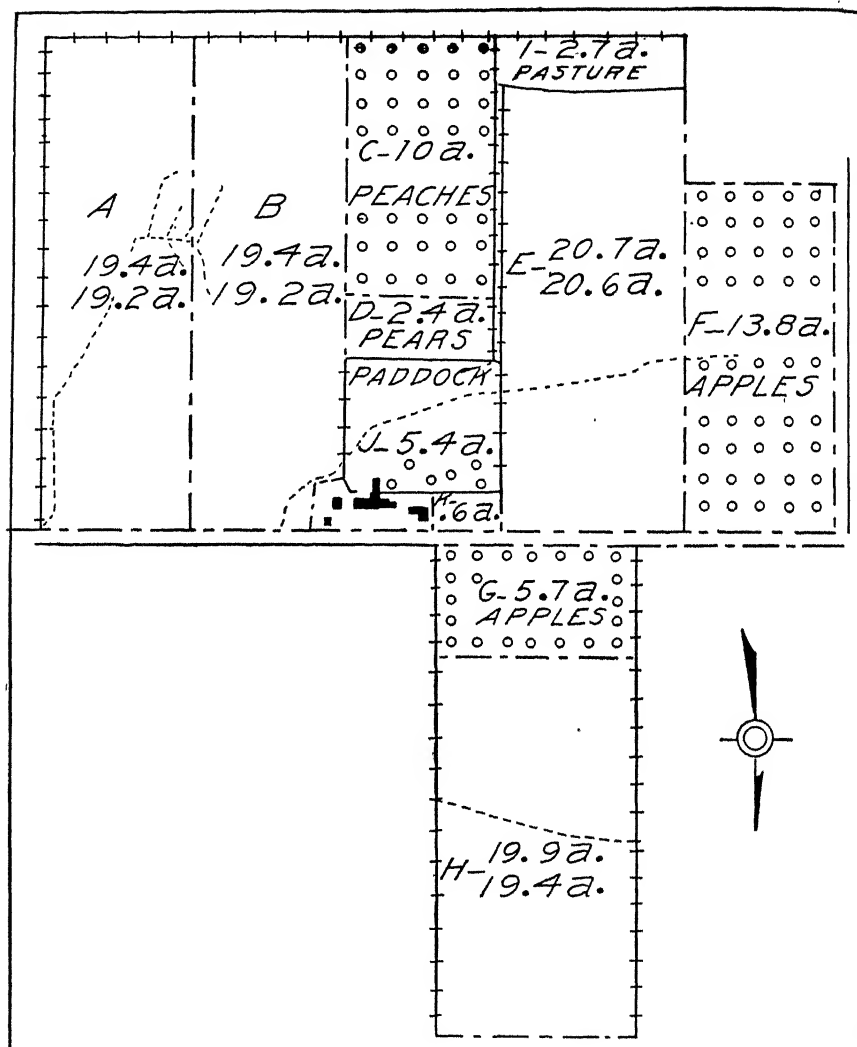 A
19.4a.
19.2a.
B
19.4a.
19.2a.
C-10a.
PEACHES
D-2.4a.
PEARS
PADDOCK
J-5.4a.
K-
.6a.
I-2.7a.
PASTURE
E-20.7a.
20.6a.
F-13.8a.
APPLES
G-5.7a.
APPLES
H-19.9a.
19.4a.